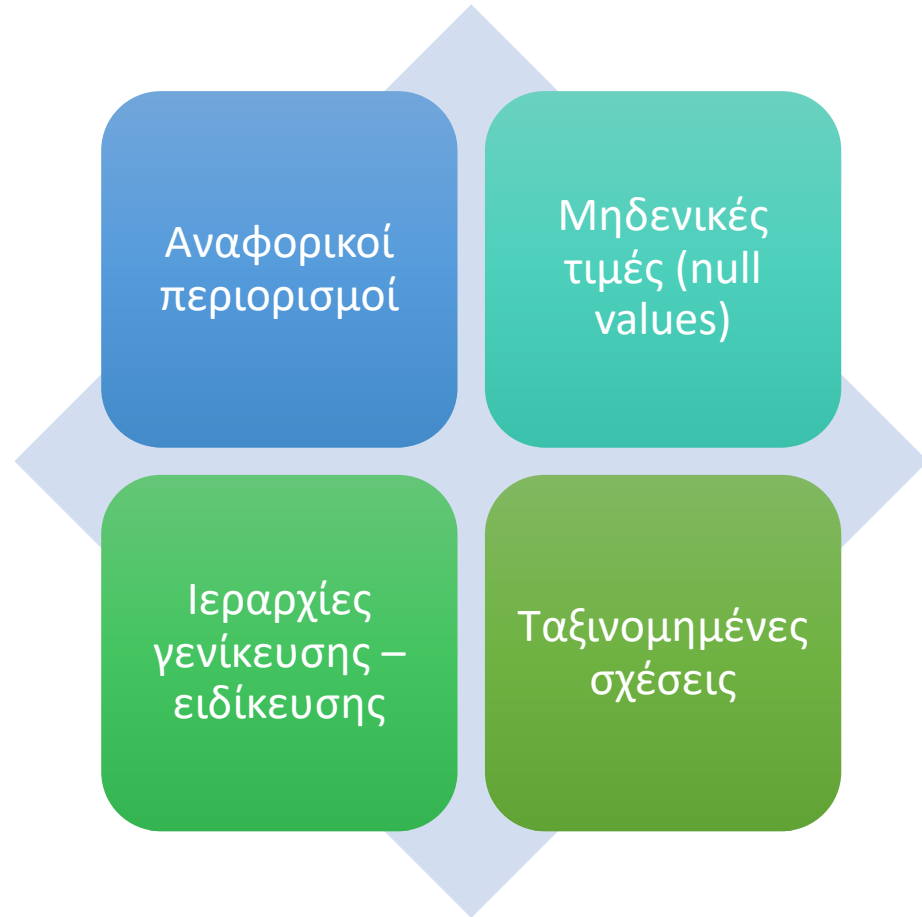 Αναφορικοί
περιορισμοί
Μηδενικές
τιμές (null
values)
Ιεραρχίες
γενίκευσης –
ειδίκευσης
Ταξινομημένες
σχέσεις